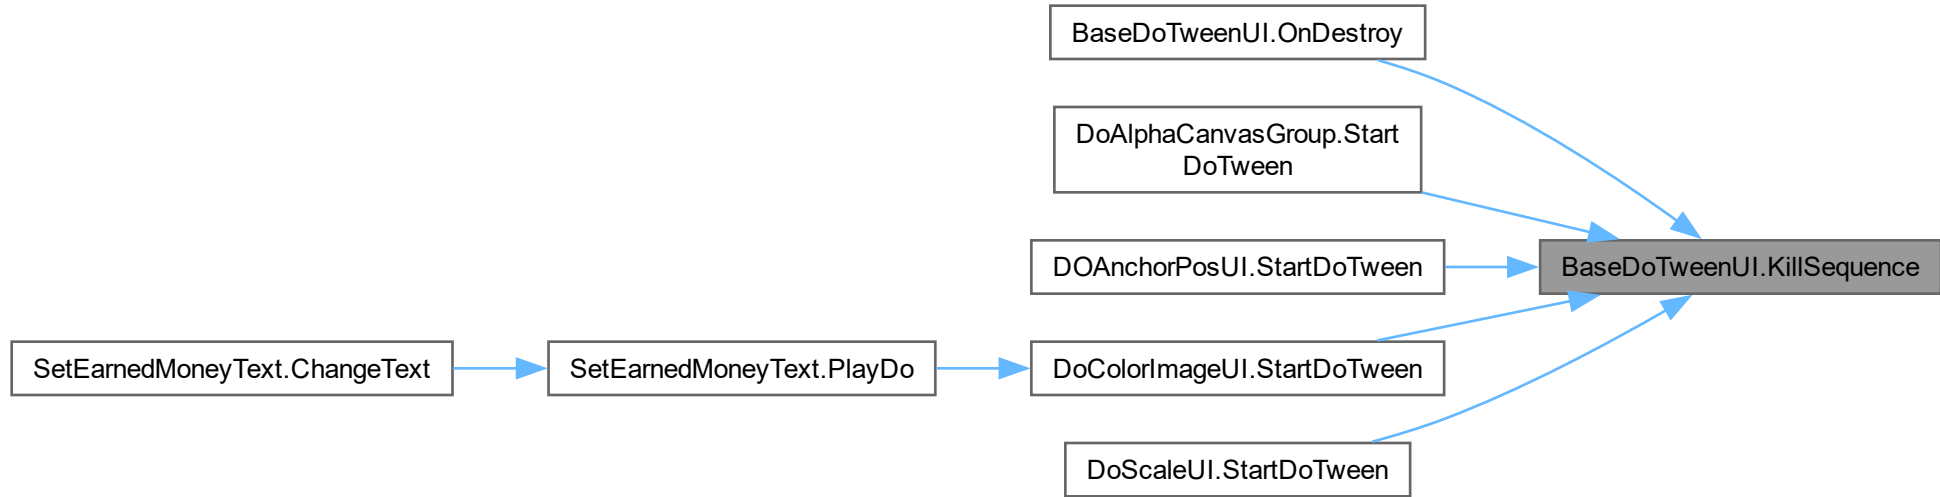 BaseDoTweenUI.OnDestroy
DoAlphaCanvasGroup.Start
DoTween
DOAnchorPosUI.StartDoTween
BaseDoTweenUI.KillSequence
SetEarnedMoneyText.ChangeText
SetEarnedMoneyText.PlayDo
DoColorImageUI.StartDoTween
DoScaleUI.StartDoTween